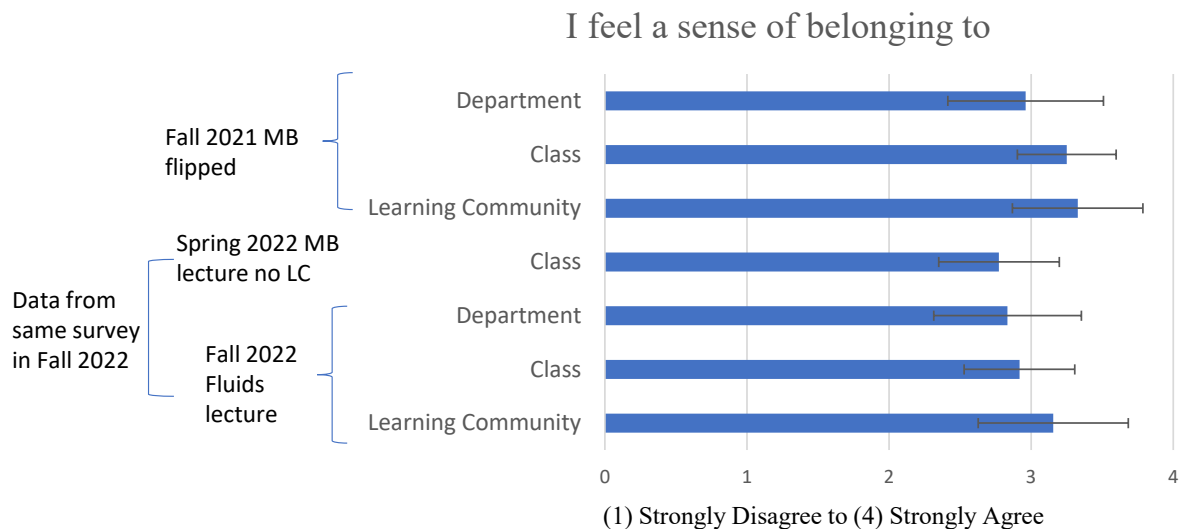 I feel a sense of belonging to
Fall 2021 MB
flipped
Department
Class
Learning Community
Spring 2022 MB
lecture no LC
Class
Data from
same survey
in Fall 2022
Fall 2022
Fluids
lecture
Department
Class
Learning Community
0 1 2 3 4
(1) Strongly Disagree to (4) Strongly Agree